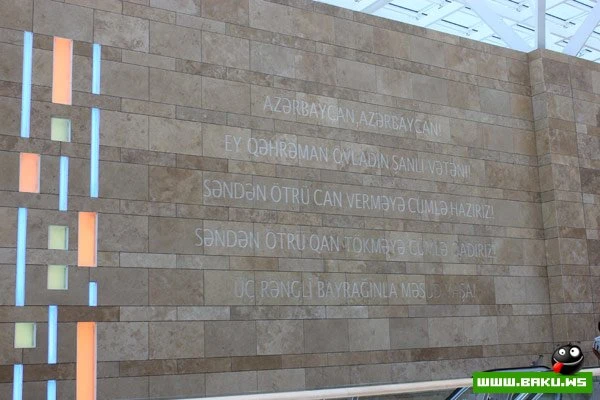 AZƏRBAYCAN, AZƏRBAYCAN!
EY QƏHRƏMAN ÖVLADIN ŞANLI VƏTƏNİ!
SƏNDƏN ÖTRÜ CAN VERMƏYƏ CÜMLƏ HAZIRIZ!
SƏNDƏN ÖTRÜ QAN TÖKMƏYƏ CÜMLƏ QADİRİZ!
ÜÇ RƏNGLİ BAYRAĞINLA MƏSUD YAŞA!
WWW.BAKU.WS